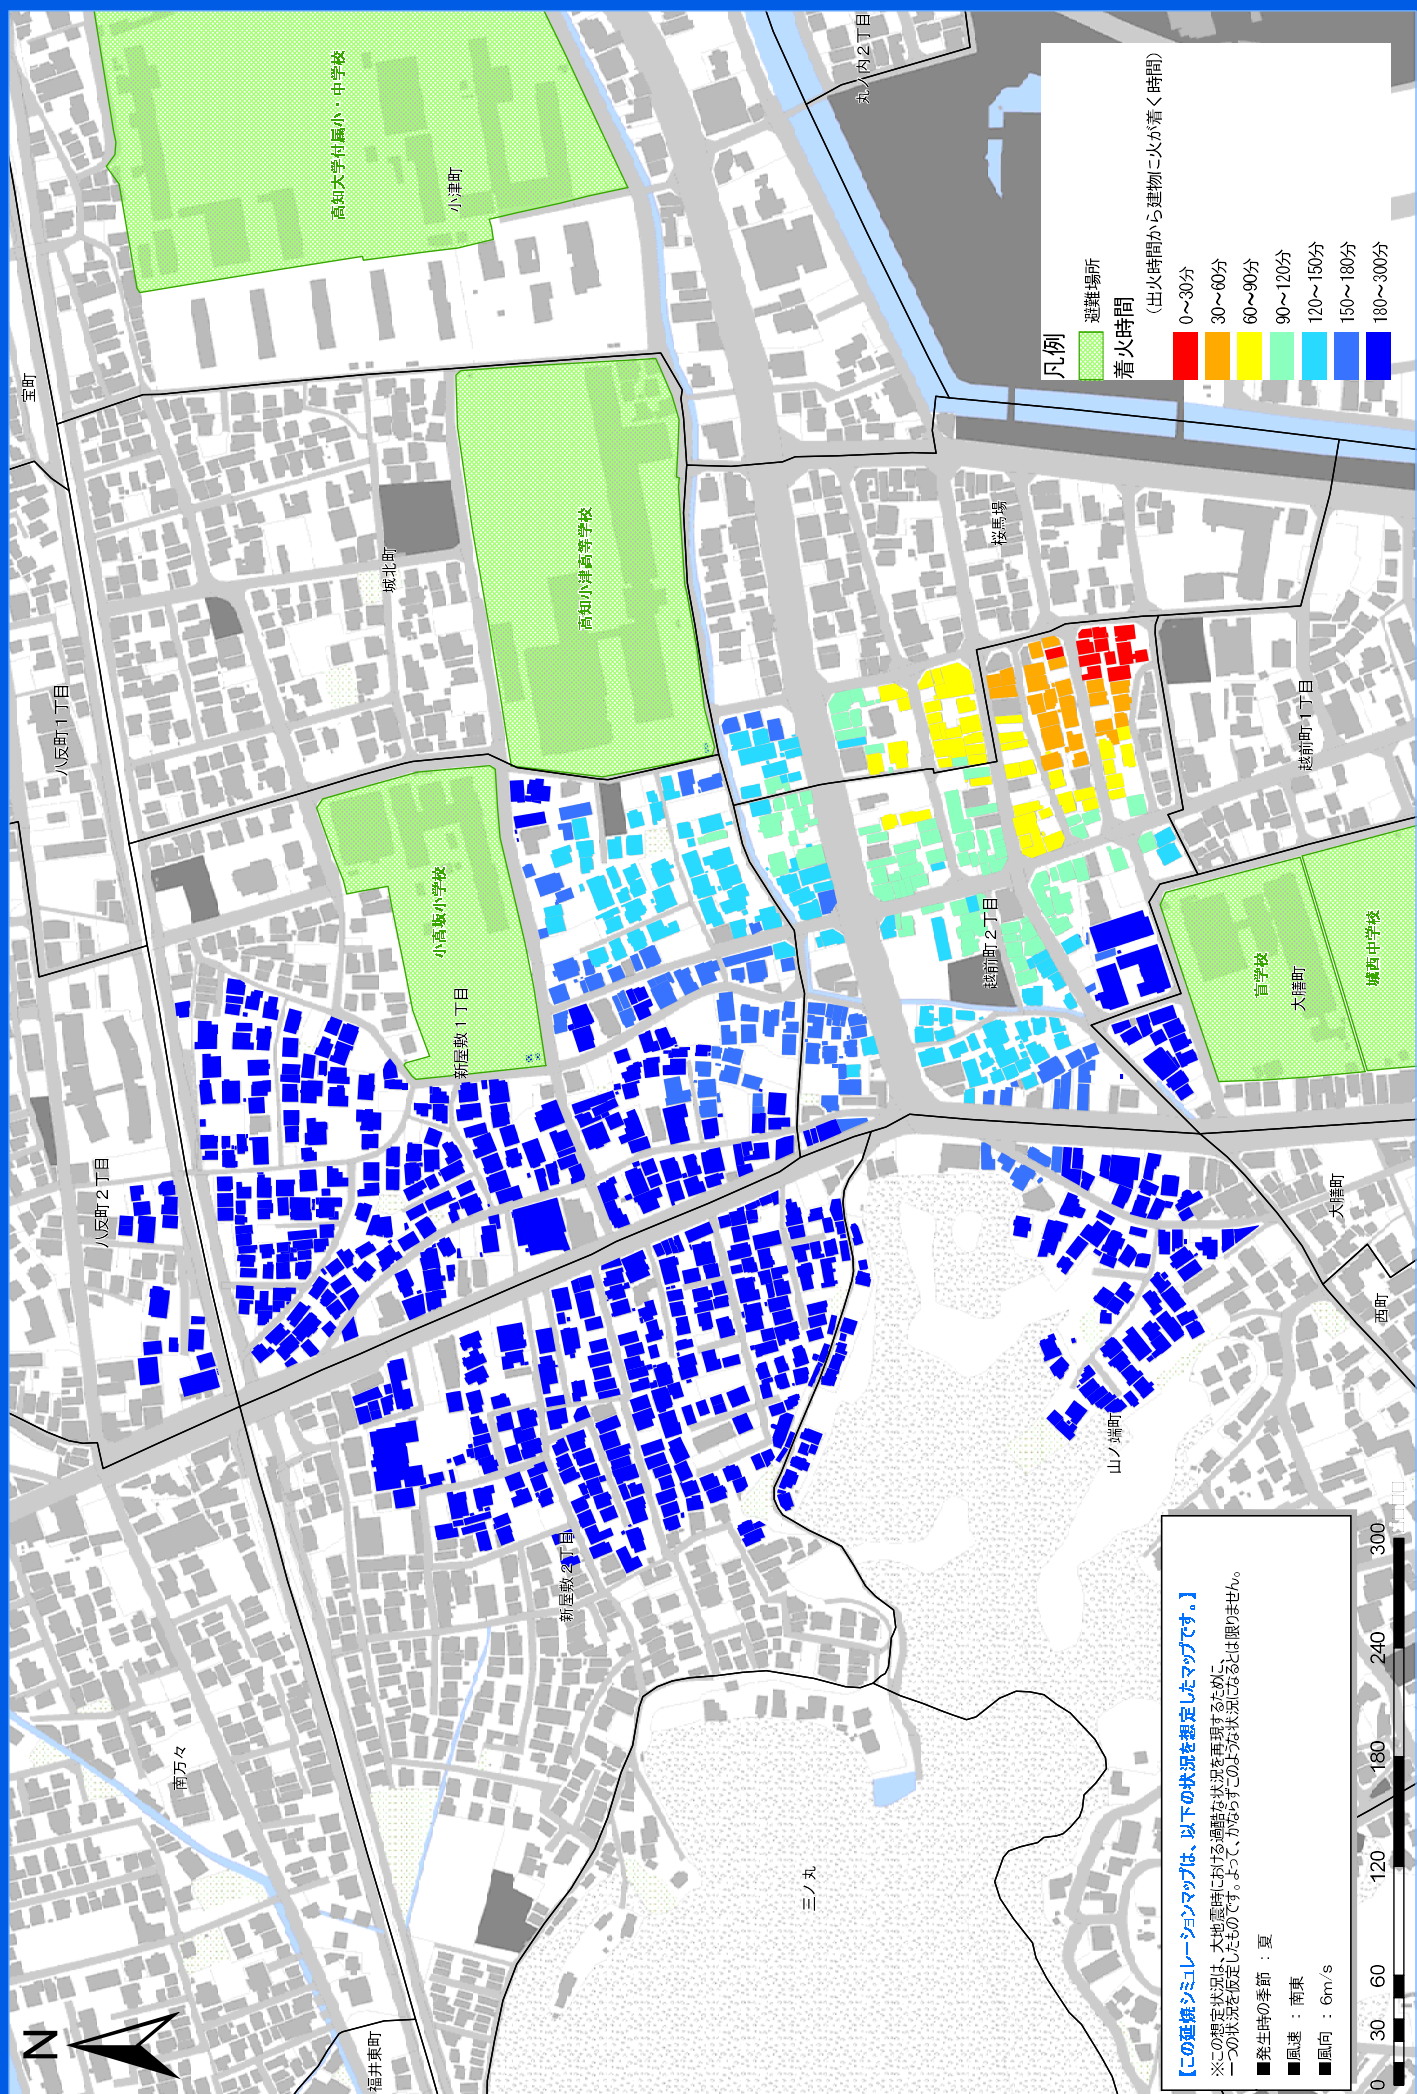 N
福井東町
南万々
八反町２丁目
八反町１丁目
宝町
新屋敷２丁目
新屋敷１丁目
小高坂小学校
城北町
高知小津高等学校
小津町
高知大学付属小・中学校
丸ノ内２丁目
三ノ丸
山ノ端町
越前町２丁目
越前町１丁目
桜馬場
盲学校
大膳町
城西中学校
大膳町
西町
凡例
避難場所
着火時間
（出火時間から建物に火が着く時間）
0～30分
30～60分
60～90分
90～120分
120～150分
150～180分
180～300分
【この延焼シミュレーションマップは、以下の状況を想定したマップです。】
※この想定状況は、大地震時における過酷な状況を再現するために、
一つの状況を仮定したものです。よって、かならずこのような状況になるとは限りません。
■発生時の季節 ：夏
■風速 ：南東
■風向 ：6m/s
0 30 60 120 180 240 300